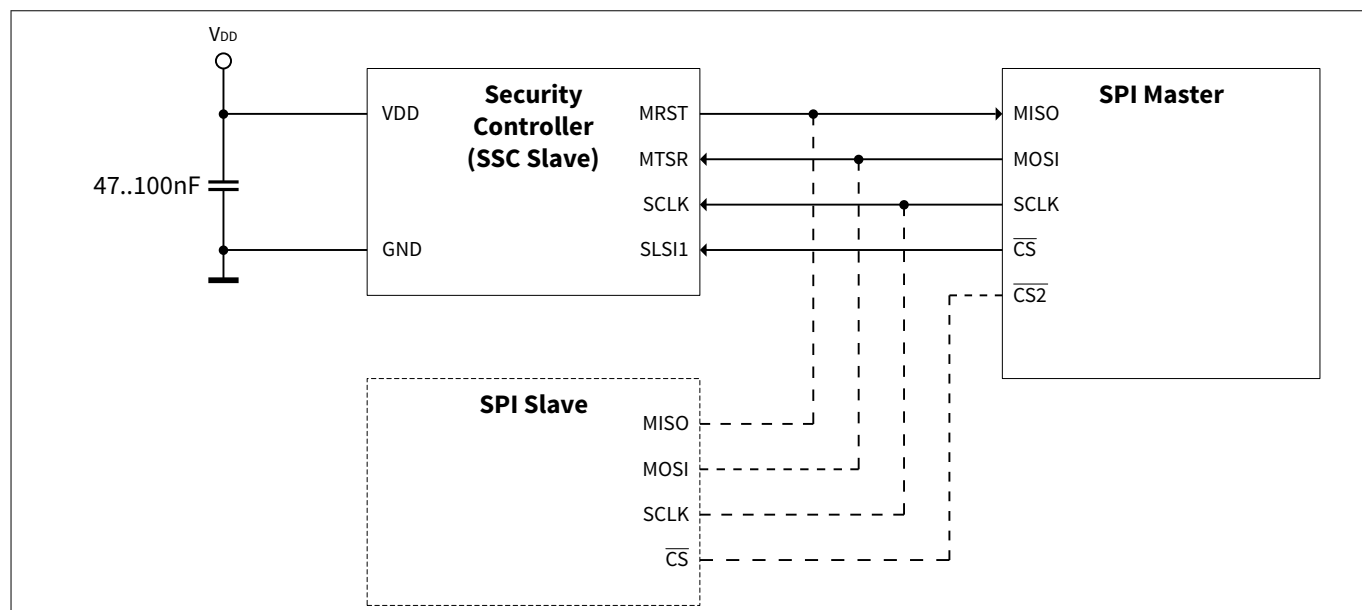 VDD
47..100nF
VDD
GND
Security
Controller
(SSC Slave)
MRST
MTSR
SCLK
SLSI1
SPI Master
MISO
MOSI
SCLK
CS
CS2
SPI Slave
MISO
MOSI
SCLK
CS